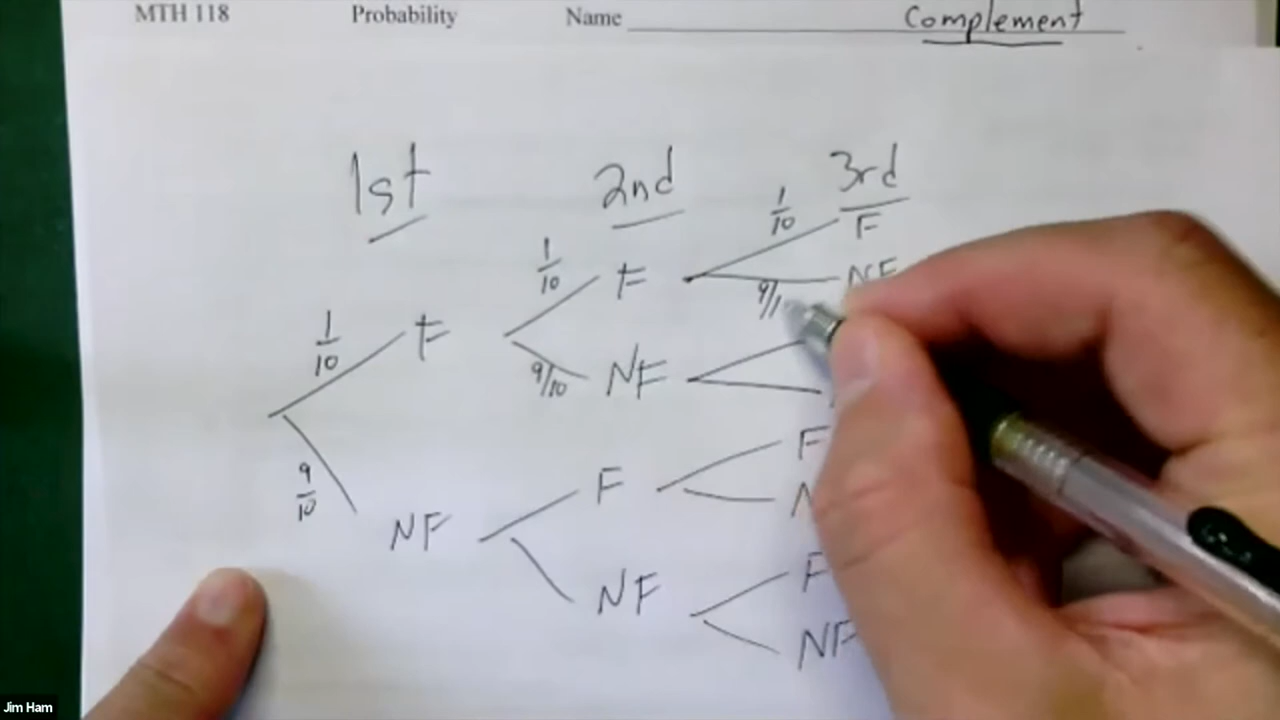 MTH 118 Probability Name Complement
1st 2nd 3rd
1/10 F
1/10 F 9/1
1/10 F NF
9/10 NF
9/10 NF F F
NF F
NF
Jim Ham